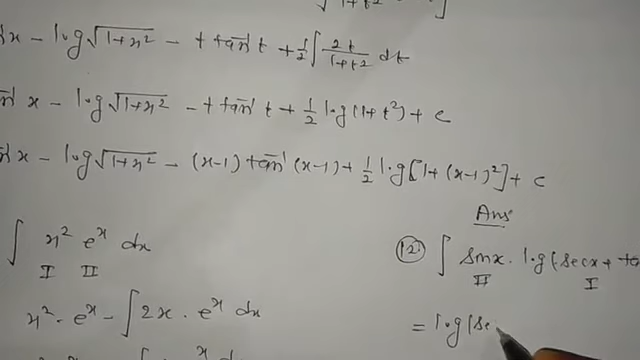 x - log√(1+x²) - t tan⁻¹ t + 1/2 ∫ 2t/(1+t²) dt
x - log√(1+x²) - t tan⁻¹ t + 1/2 log(1+t²) + c
x - log√(1+x²) - (x-1) tan⁻¹ (x-1) + 1/2 log[1+(x-1)²] + c
Ans
∫ x² eˣ dx
I II
x² · eˣ - ∫ 2x · eˣ dx
(12) ∫ sinx · log(secx +
II I
= log(se